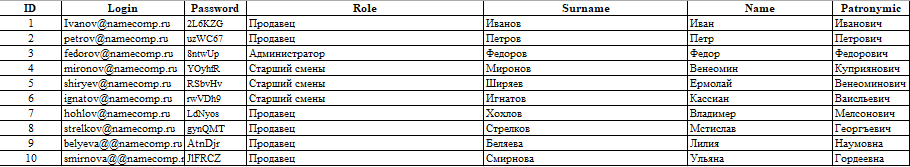 ID Login Password Role Surname Name Patronymic
1 Ivanov@namecomp.ru 2L6KZG Продавец Иванов Иван Иванович
2 petrov@namecomp.ru uzWC67 Продавец Петров Петр Петрович
3 fedorov@namecomp.ru 8ntwUp Администратор Федоров Федор Федорович
4 mironov@namecomp.ru YOyhfR Старший смены Миронов Веномин Куприянович
5 shiryev@namecomp.ru RSbvHv Старший смены Ширяев Ермолай Веномонович
6 ignatov@namecomp.ru rwVDh9 Старший смены Игнатов Кассиан Ваисльевич
7 hohlov@namecomp.ru LdNyos Продавец Хохлов Владимер Мелсонович
8 strelkov@namecomp.ru gynQMT Продавец Стрелков Мстислав Георгъевич
9 belyeva@@namecomp.ru AtnDjr Продавец Беляева Лилия Наумовна
10 smirnova@@namecomp.r JlFRCZ Продавец Смирнова Ульяна Гордеевна